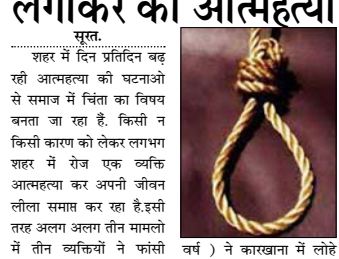 लगाकर की आत्महत्या
सूरत.
शहर में दिन प्रतिदिन बढ़
रही आत्महत्या की घटनाओ
से समाज में चिंता का विषय
बनता जा रहा हैं. किसी न
किसी कारण को लेकर लगभग
शहर में रोज एक व्यक्ति
आत्महत्या कर अपनी जीवन
लीला समाप्त कर रहा है.इसी
तरह अलग अलग तीन मामलो
में तीन व्यक्तियों ने फांसी
वर्ष ) ने कारखाना में लोहे